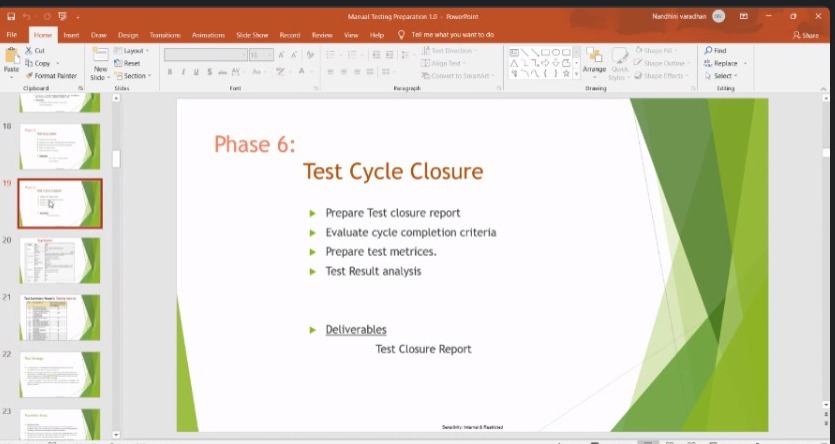 Manual Testing Preparation 1.0 - PowerPoint
Nandhini varadhan
File Home Insert Draw Design Transitions Animations Slide Show Record Review View Help Tell me what you want to do
Share
Cut
Copy
Format Painter
Paste
Clipboard
New Slide
Layout
Reset
Section
Slides
Font
Text Direction
Align Text
Convert to SmartArt
Paragraph
Arrange
Quick Styles
Shape Fill
Shape Outline
Shape Effects
Drawing
Find
Replace
Select
Editing
18
19
20
21
22
23
Phase 6:
Test Cycle Closure
Prepare Test closure report
Evaluate cycle completion criteria
Prepare test metrices.
Test Result analysis
Deliverables
Test Closure Report
Sensitivity: Internal & Restricted